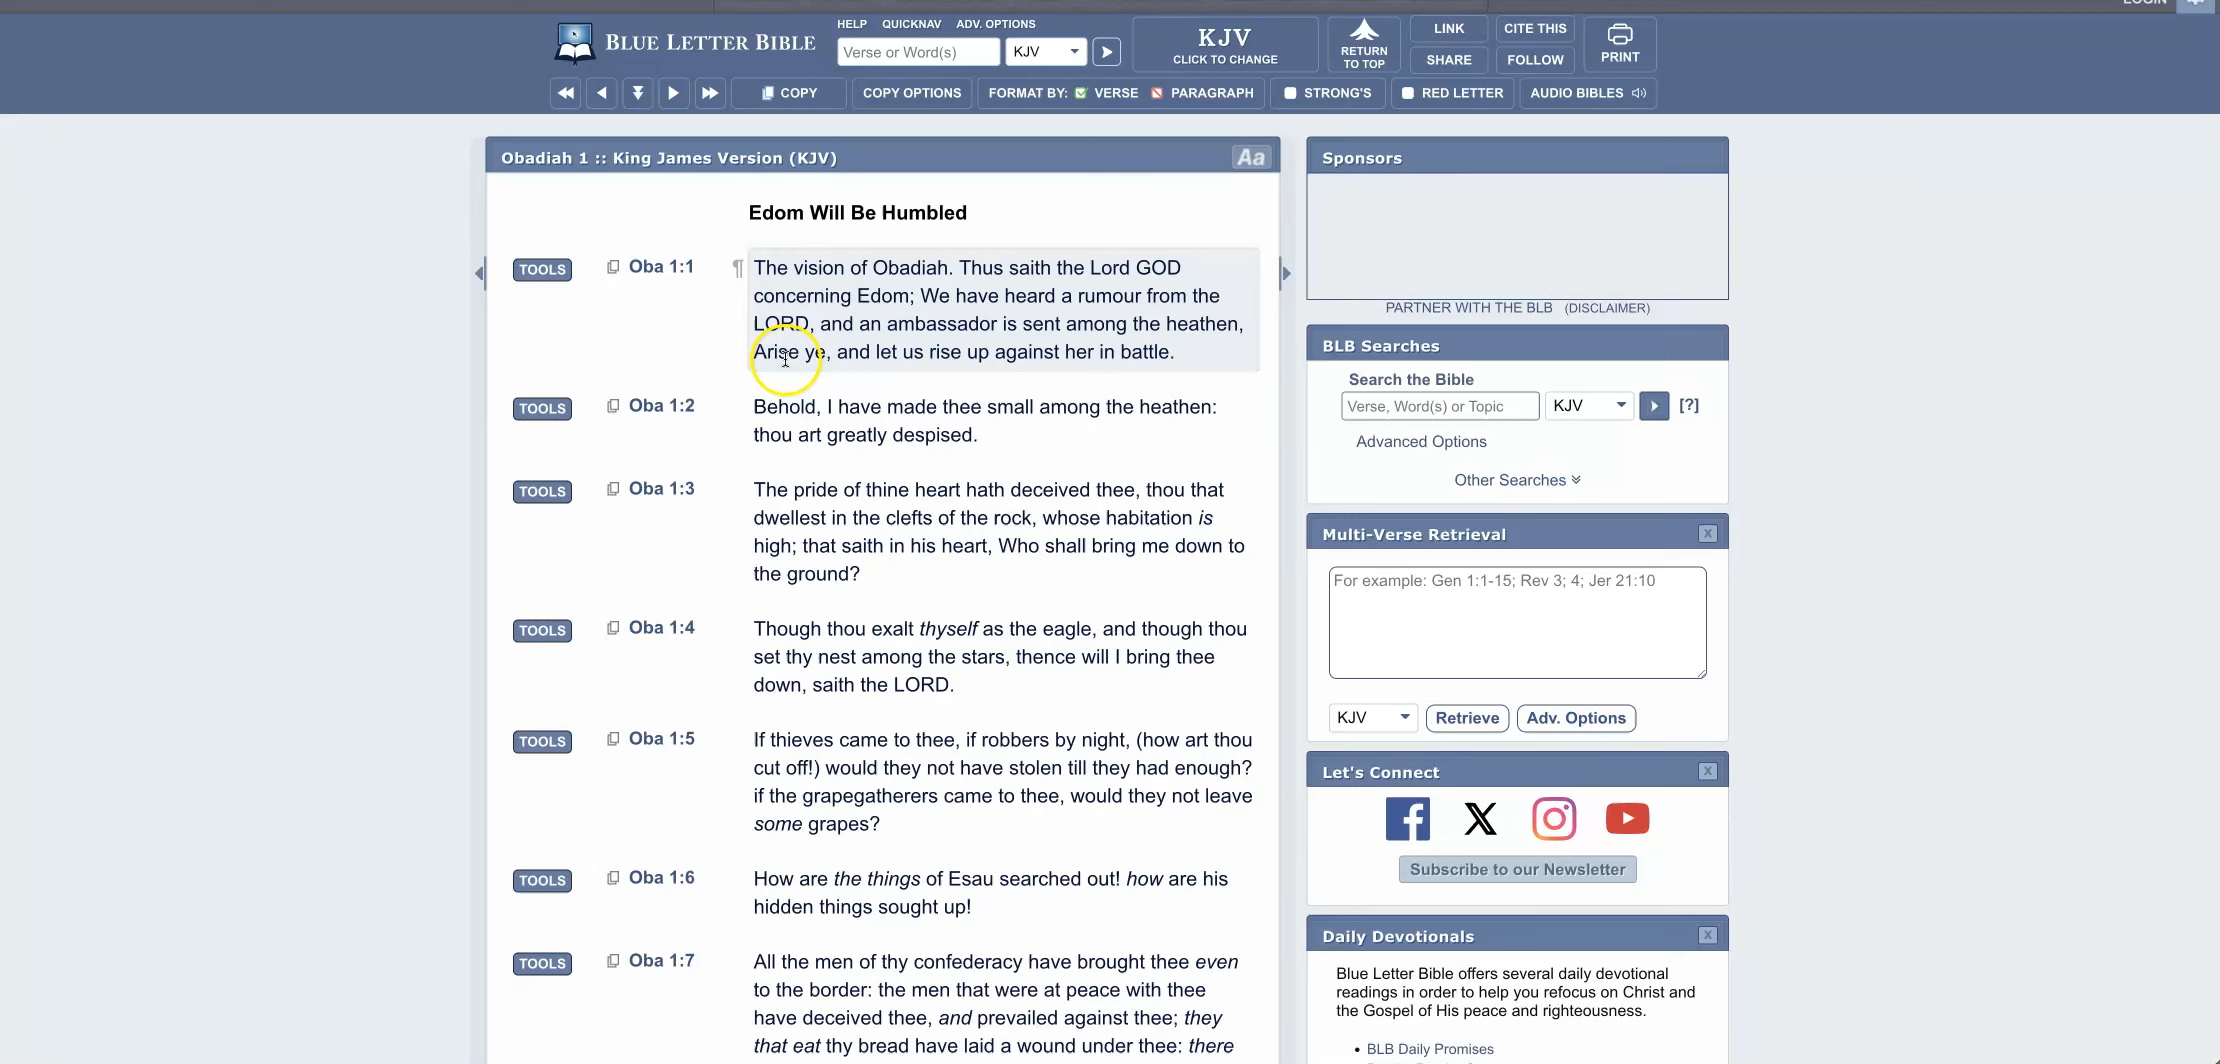 LOGIN
HELP QUICKNAV ADV. OPTIONS
BLUE LETTER BIBLE
Verse or Word(s) KJV
KJV
CLICK TO CHANGE
RETURN
TO TOP
LINK
SHARE
CITE THIS
FOLLOW
PRINT
COPY COPY OPTIONS FORMAT BY: VERSE PARAGRAPH STRONG'S RED LETTER AUDIO BIBLES
Obadiah 1 :: King James Version (KJV) Aa
Edom Will Be Humbled
TOOLS Oba 1:1 ¶ The vision of Obadiah. Thus saith the Lord GOD
concerning Edom; We have heard a rumour from the
LORD, and an ambassador is sent among the heathen,
Arise ye, and let us rise up against her in battle.
TOOLS Oba 1:2 Behold, I have made thee small among the heathen:
thou art greatly despised.
TOOLS Oba 1:3 The pride of thine heart hath deceived thee, thou that
dwellest in the clefts of the rock, whose habitation is
high; that saith in his heart, Who shall bring me down to
the ground?
TOOLS Oba 1:4 Though thou exalt thyself as the eagle, and though thou
set thy nest among the stars, thence will I bring thee
down, saith the LORD.
TOOLS Oba 1:5 If thieves came to thee, if robbers by night, (how art thou
cut off!) would they not have stolen till they had enough?
if the grapegatherers came to thee, would they not leave
some grapes?
TOOLS Oba 1:6 How are the things of Esau searched out! how are his
hidden things sought up!
TOOLS Oba 1:7 All the men of thy confederacy have brought thee even
to the border: the men that were at peace with thee
have deceived thee, and prevailed against thee; they
that eat thy bread have laid a wound under thee: there
Sponsors
PARTNER WITH THE BLB (DISCLAIMER)
BLB Searches
Search the Bible
Verse, Word(s) or Topic KJV [?]
Advanced Options
Other Searches
Multi-Verse Retrieval X
For example: Gen 1:1-15; Rev 3; 4; Jer 21:10
KJV Retrieve Adv. Options
Let's Connect X
Subscribe to our Newsletter
Daily Devotionals X
Blue Letter Bible offers several daily devotional
readings in order to help you refocus on Christ and
the Gospel of His peace and righteousness.
• BLB Daily Promises